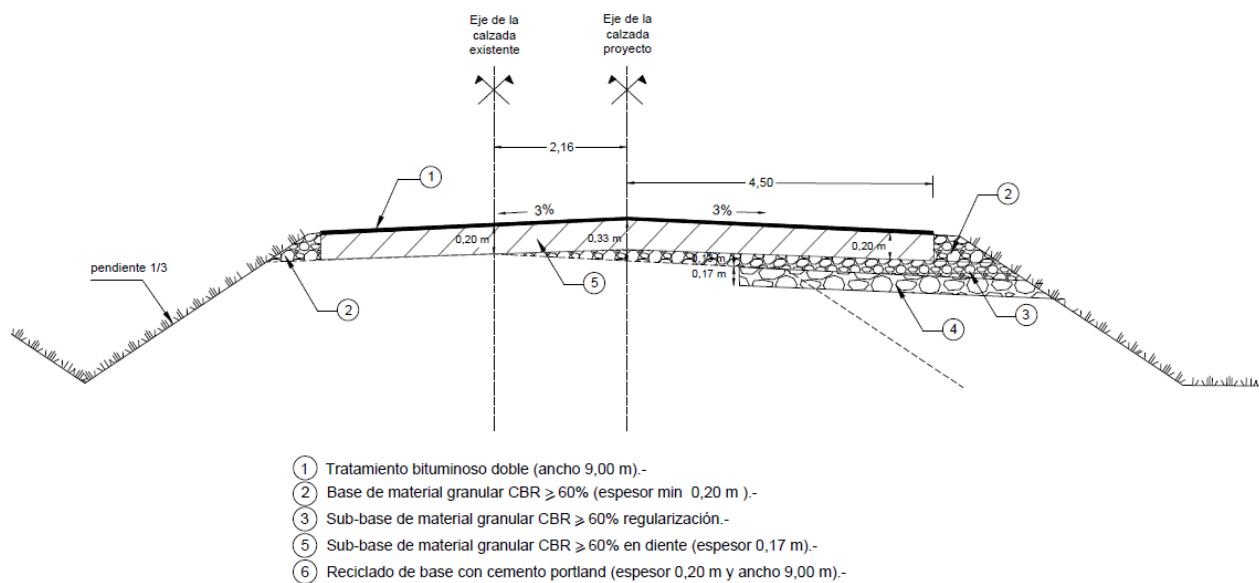 Eje de la
calzada
existente
Eje de la
calzada
proyecto
2,16
4,50
1
2
3%
3%
0,20 m
0,33 m
0,20 m
0,17 m
pendiente 1/3
2
5
4
3
1 Tratamiento bituminoso doble (ancho 9,00 m).-
2 Base de material granular CBR ⩾ 60% (espesor min 0,20 m ).-
3 Sub-base de material granular CBR ⩾ 60% regularización.-
5 Sub-base de material granular CBR ⩾ 60% en diente (espesor 0,17 m).-
6 Reciclado de base con cemento portland (espesor 0,20 m y ancho 9,00 m).-